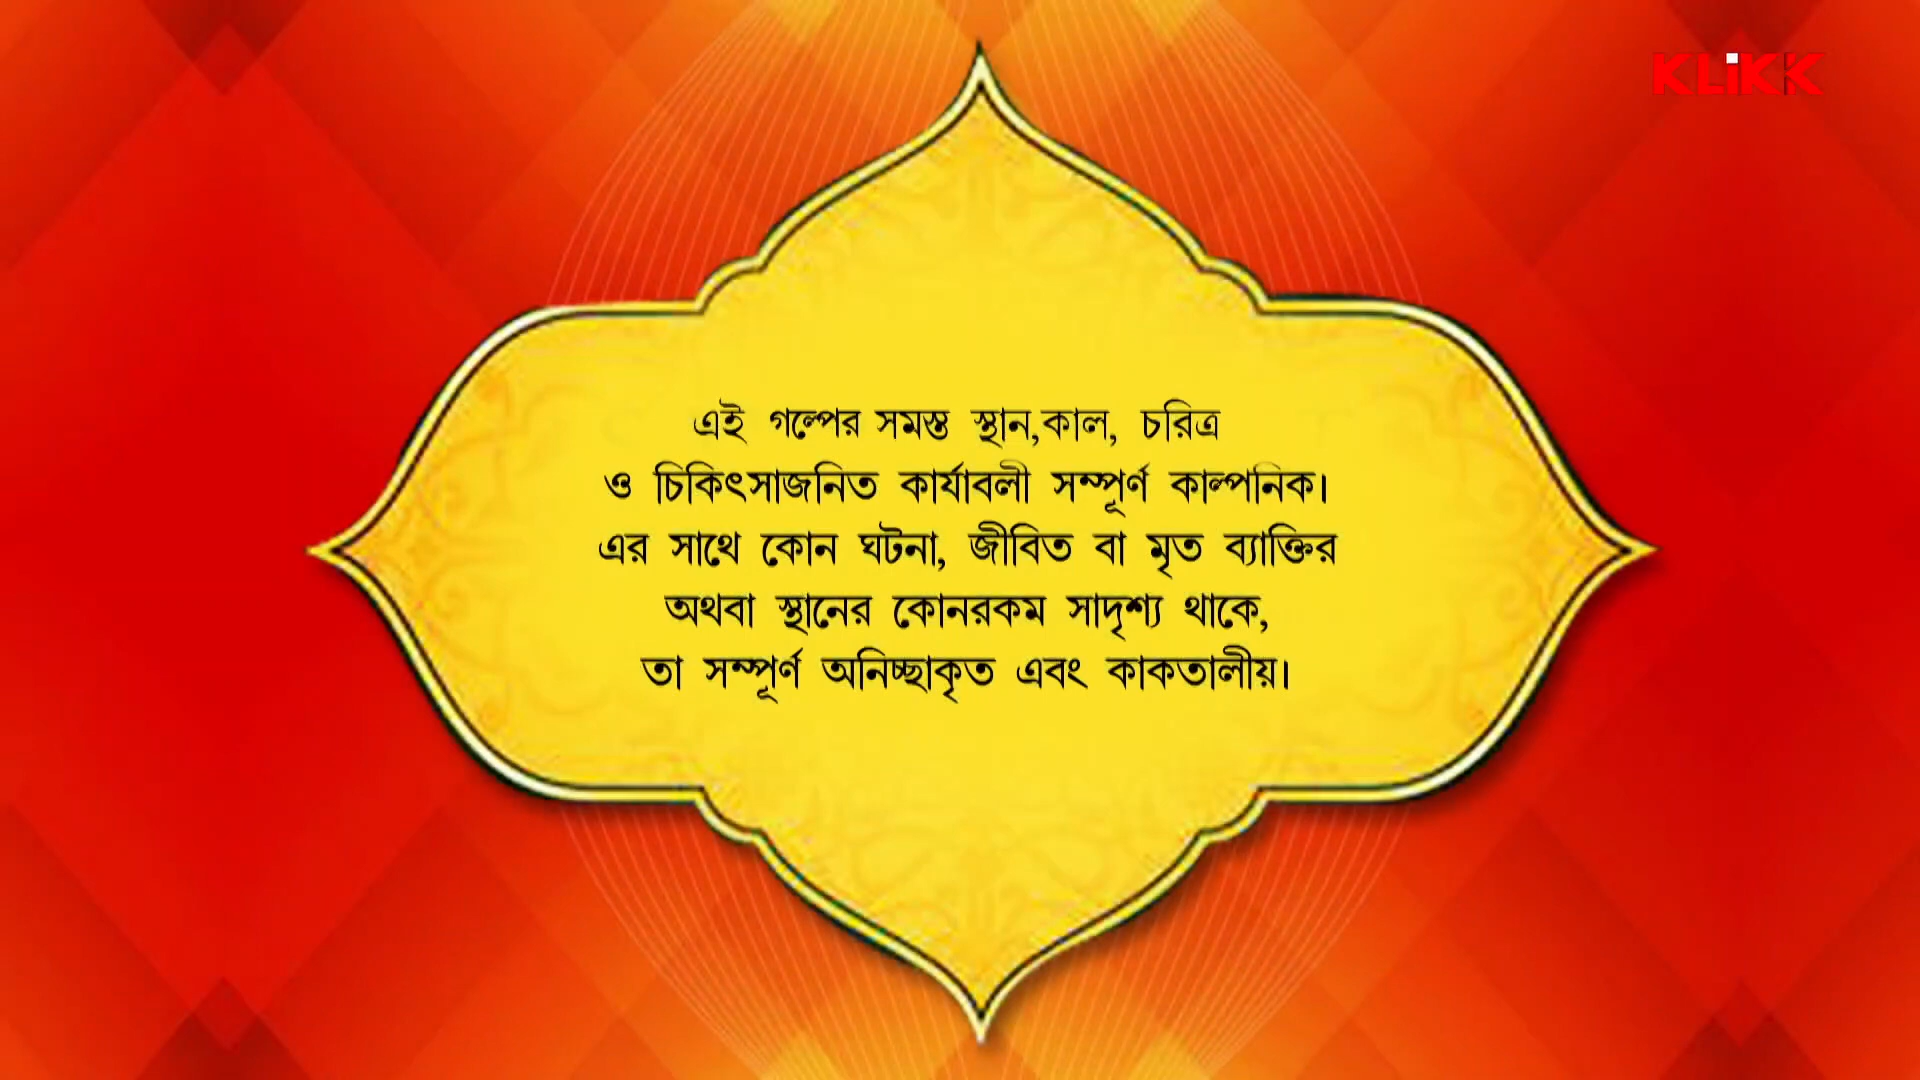 KLiKK
এই গল্পের সমস্ত স্থান,কাল, চরিত্র
ও চিকিৎসাজনিত কার্যাবলী সম্পূর্ণ কাল্পনিক।
এর সাথে কোন ঘটনা, জীবিত বা মৃত ব্যাক্তির
অথবা স্থানের কোনরকম সাদৃশ্য থাকে,
তা সম্পূর্ণ অনিচ্ছাকৃত এবং কাকতালীয়।